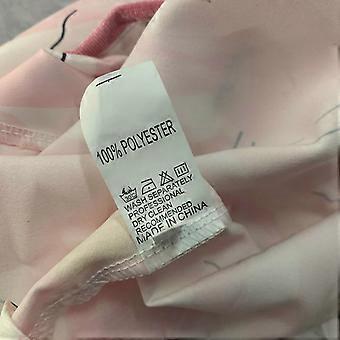 100% POLYESTER
WASH SEPARATELY
PROFESSIONAL
DRY CLEAN
RECOMMENDED
MADE IN CHINA